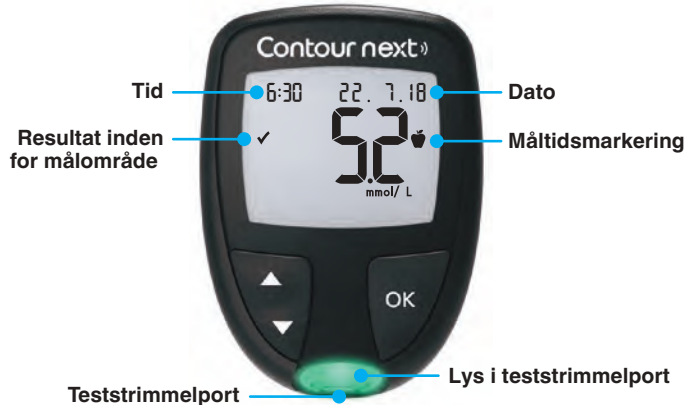 Contour next
Tid
6:30
22. 7.18
Dato
Resultat inden
for målområde
✓
5.2
Måltidsmarkering
mmol/ L
OK
Lys i teststrimmelport
Teststrimmelport